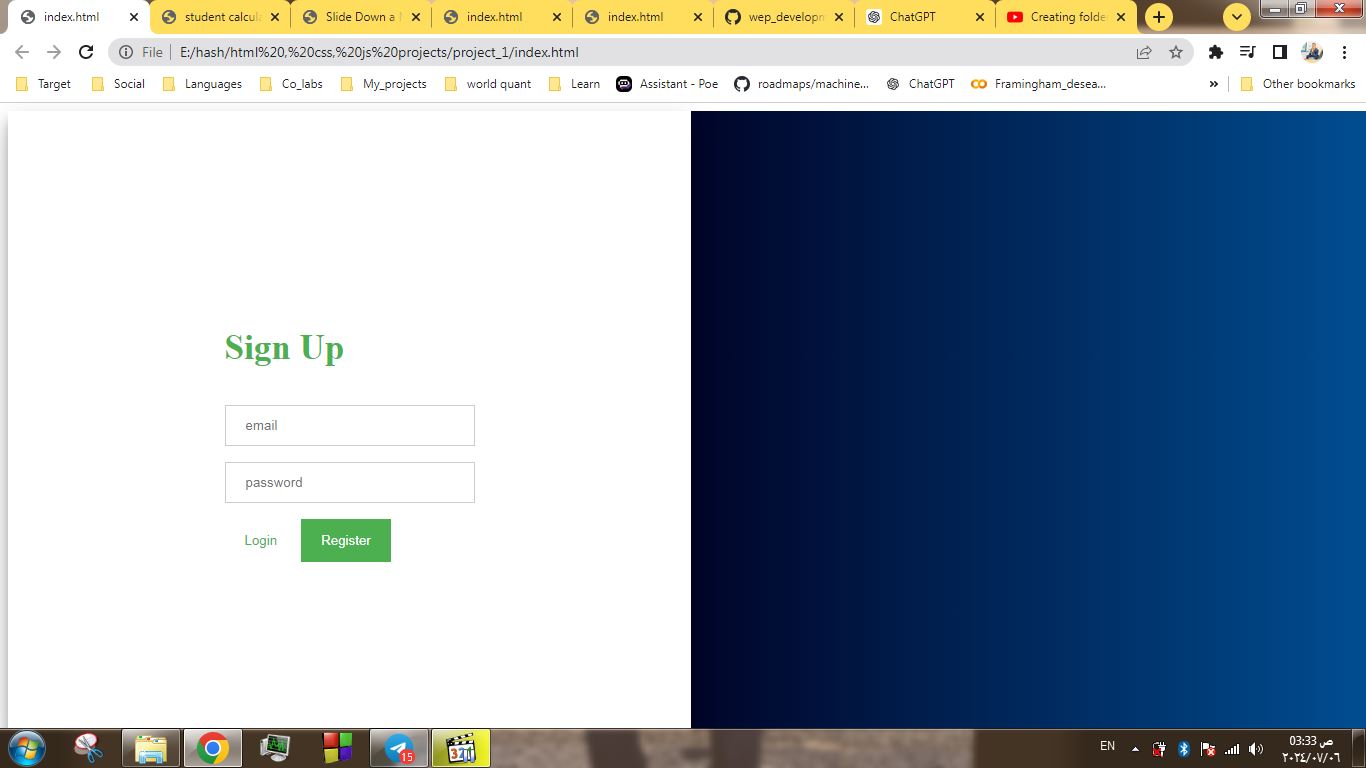 index.html
student calcula
Slide Down a
index.html
index.html
wep_developm
ChatGPT
Creating folde
File
E:/hash/html%20.%20css,%20js%20projects/project_1/index.html
Target
Social
Languages
Co_labs
My_projects
world quant
Learn
Assistant - Poe
roadmaps/machine...
ChatGPT
Framingham_desea...
»
Other bookmarks
Sign Up
email
password
Login
Register
15
321
EN
03:33 ص
٢٠٢٤/٠٧/٠٦